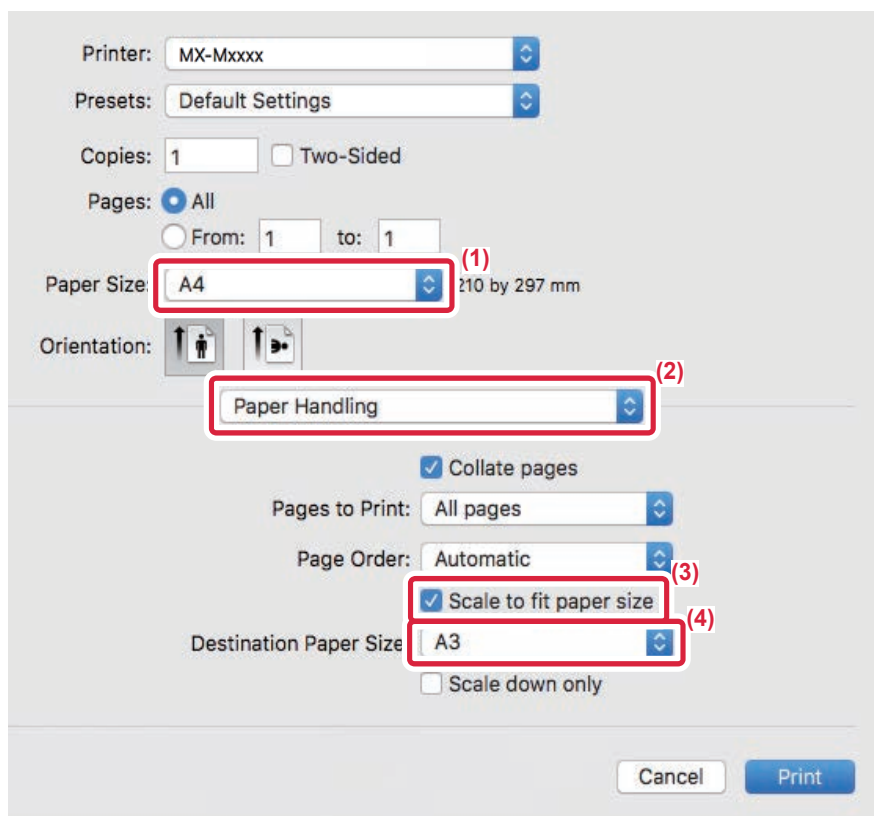 Printer: MX-Mxxxx
Presets: Default Settings
Copies: 1 Two-Sided
Pages: All
From: 1 to: 1
(1)
Paper Size: A4 210 by 297 mm
Orientation:
(2)
Paper Handling
Collate pages
Pages to Print: All pages
Page Order: Automatic
(3)
Scale to fit paper size
(4)
Destination Paper Size A3
Scale down only
Cancel Print